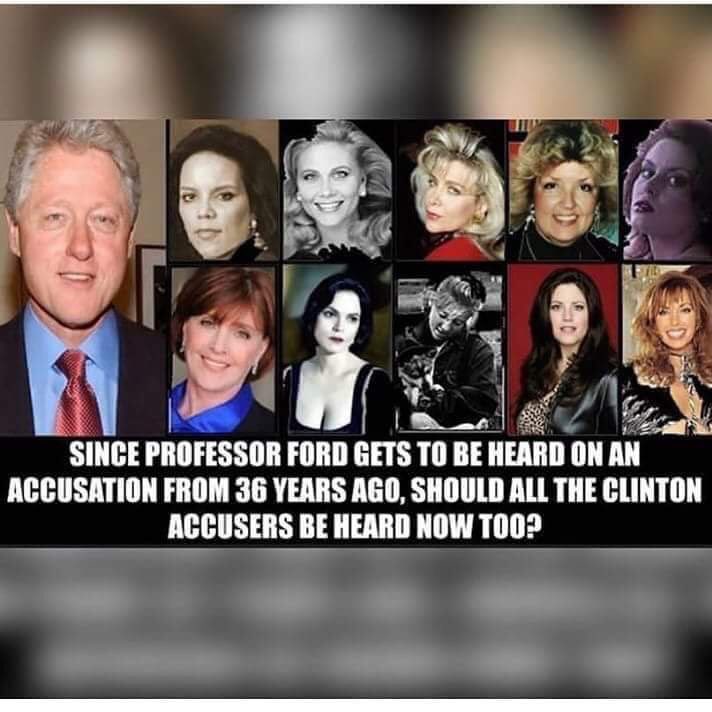 SINCE PROFESSOR FORD GETS TO BE HEARD ON AN
ACCUSATION FROM 36 YEARS AGO, SHOULD ALL THE CLINTON
ACCUSERS BE HEARD NOW TOO?